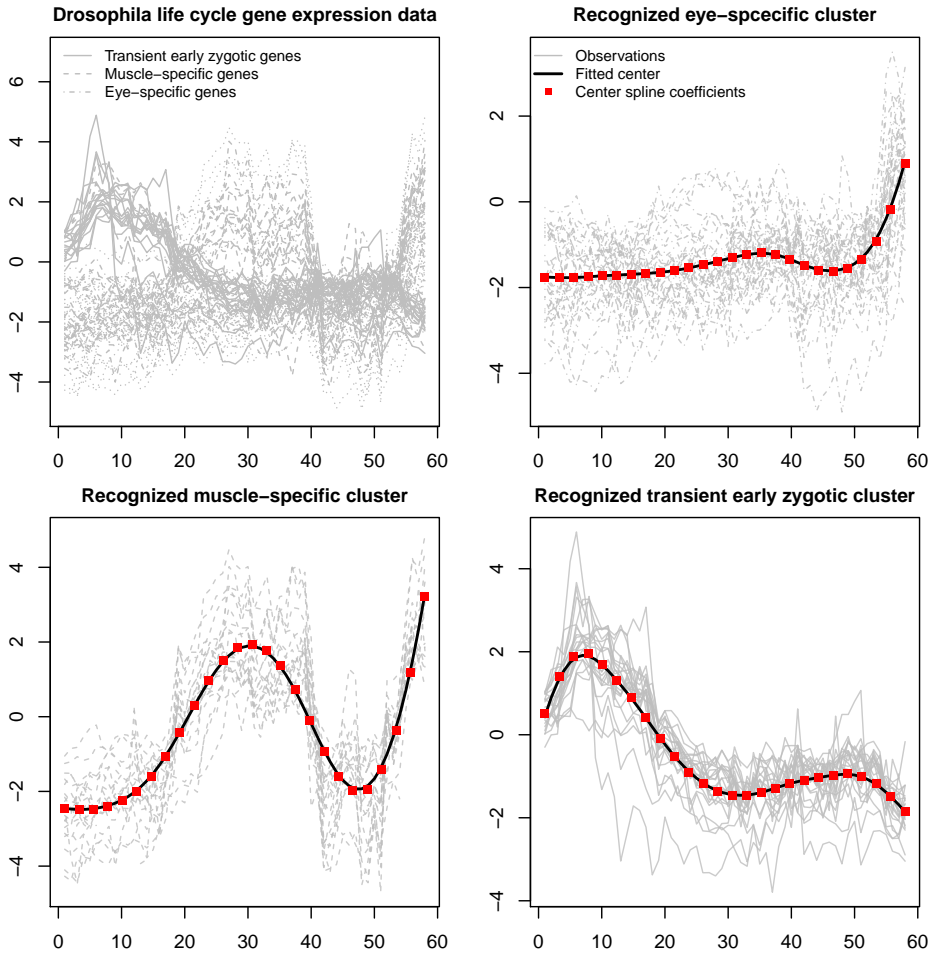 Drosophila life cycle gene expression data
Transient early zygotic genes
Muscle−specific genes
Eye−specific genes
6
4
2
0
−2
−4
0 10 20 30 40 50 60
Recognized eye−spcecific cluster
Observations
Fitted center
Center spline coefficients
2
0
−2
−4
0 10 20 30 40 50 60
Recognized muscle−specific cluster
4
2
0
−2
−4
0 10 20 30 40 50 60
Recognized transient early zygotic cluster
4
2
0
−2
−4
0 10 20 30 40 50 60